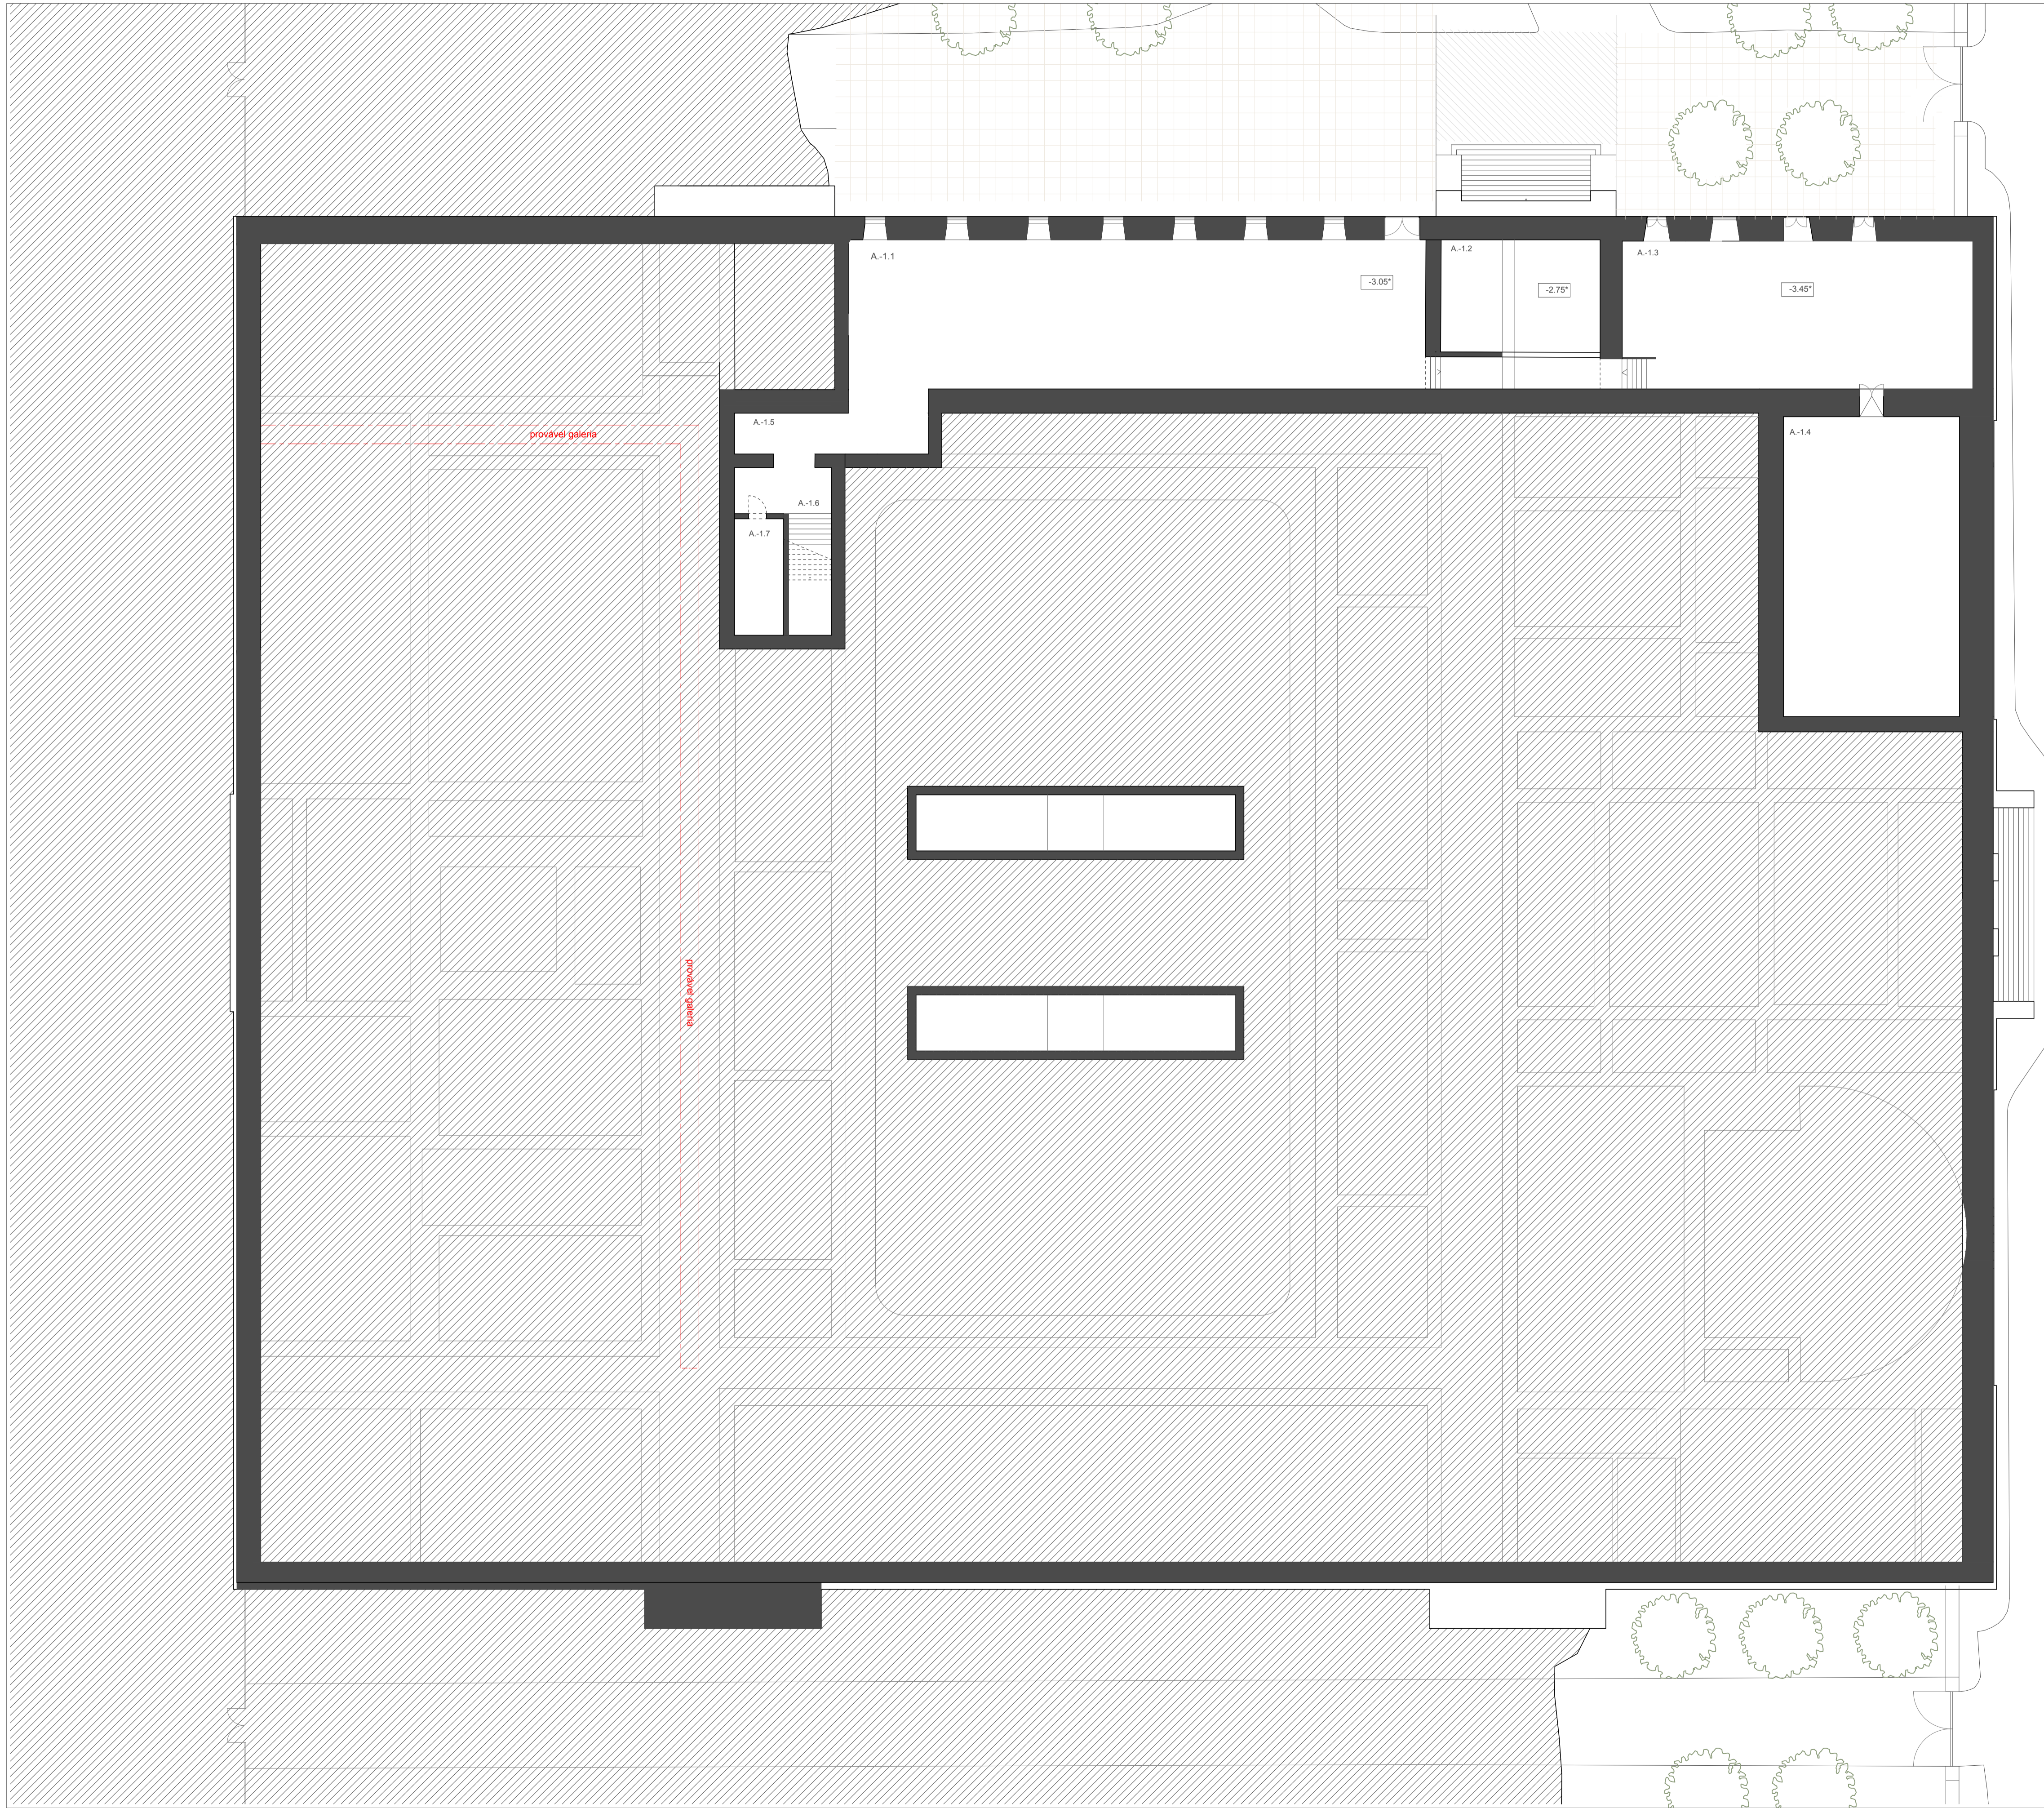 A.-1.1
A.-1.2
A.-1.3
-3.05*
-2.75*
-3.45*
A.-1.5
provável galeria
A.-1.4
A.-1.6
A.-1.7
provável galeria